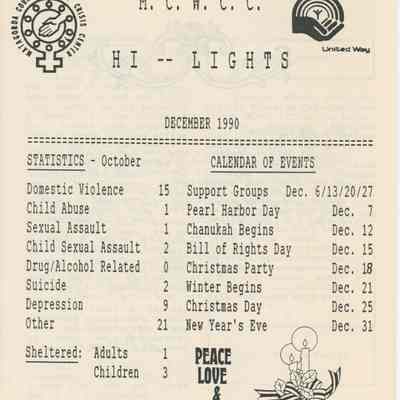 M. C. W. C. C.
MATAGORDA COU CRISIS CENTER
United Way
HI -- LIGHTS
DECEMBER 1990
STATISTICS - October
Domestic Violence 15
Child Abuse 1
Sexual Assault 1
Child Sexual Assault 2
Drug/Alcohol Related 0
Suicide 2
Depression 9
Other 21
Sheltered: Adults 1
Children 3
CALENDAR OF EVENTS
Support Groups Dec. 6/13/20/27
Pearl Harbor Day Dec. 7
Chanukah Begins Dec. 12
Bill of Rights Day Dec. 15
Christmas Party Dec. 18
Winter Begins Dec. 21
Christmas Day Dec. 25
New Year's Eve Dec. 31
PEACE
LOVE
&